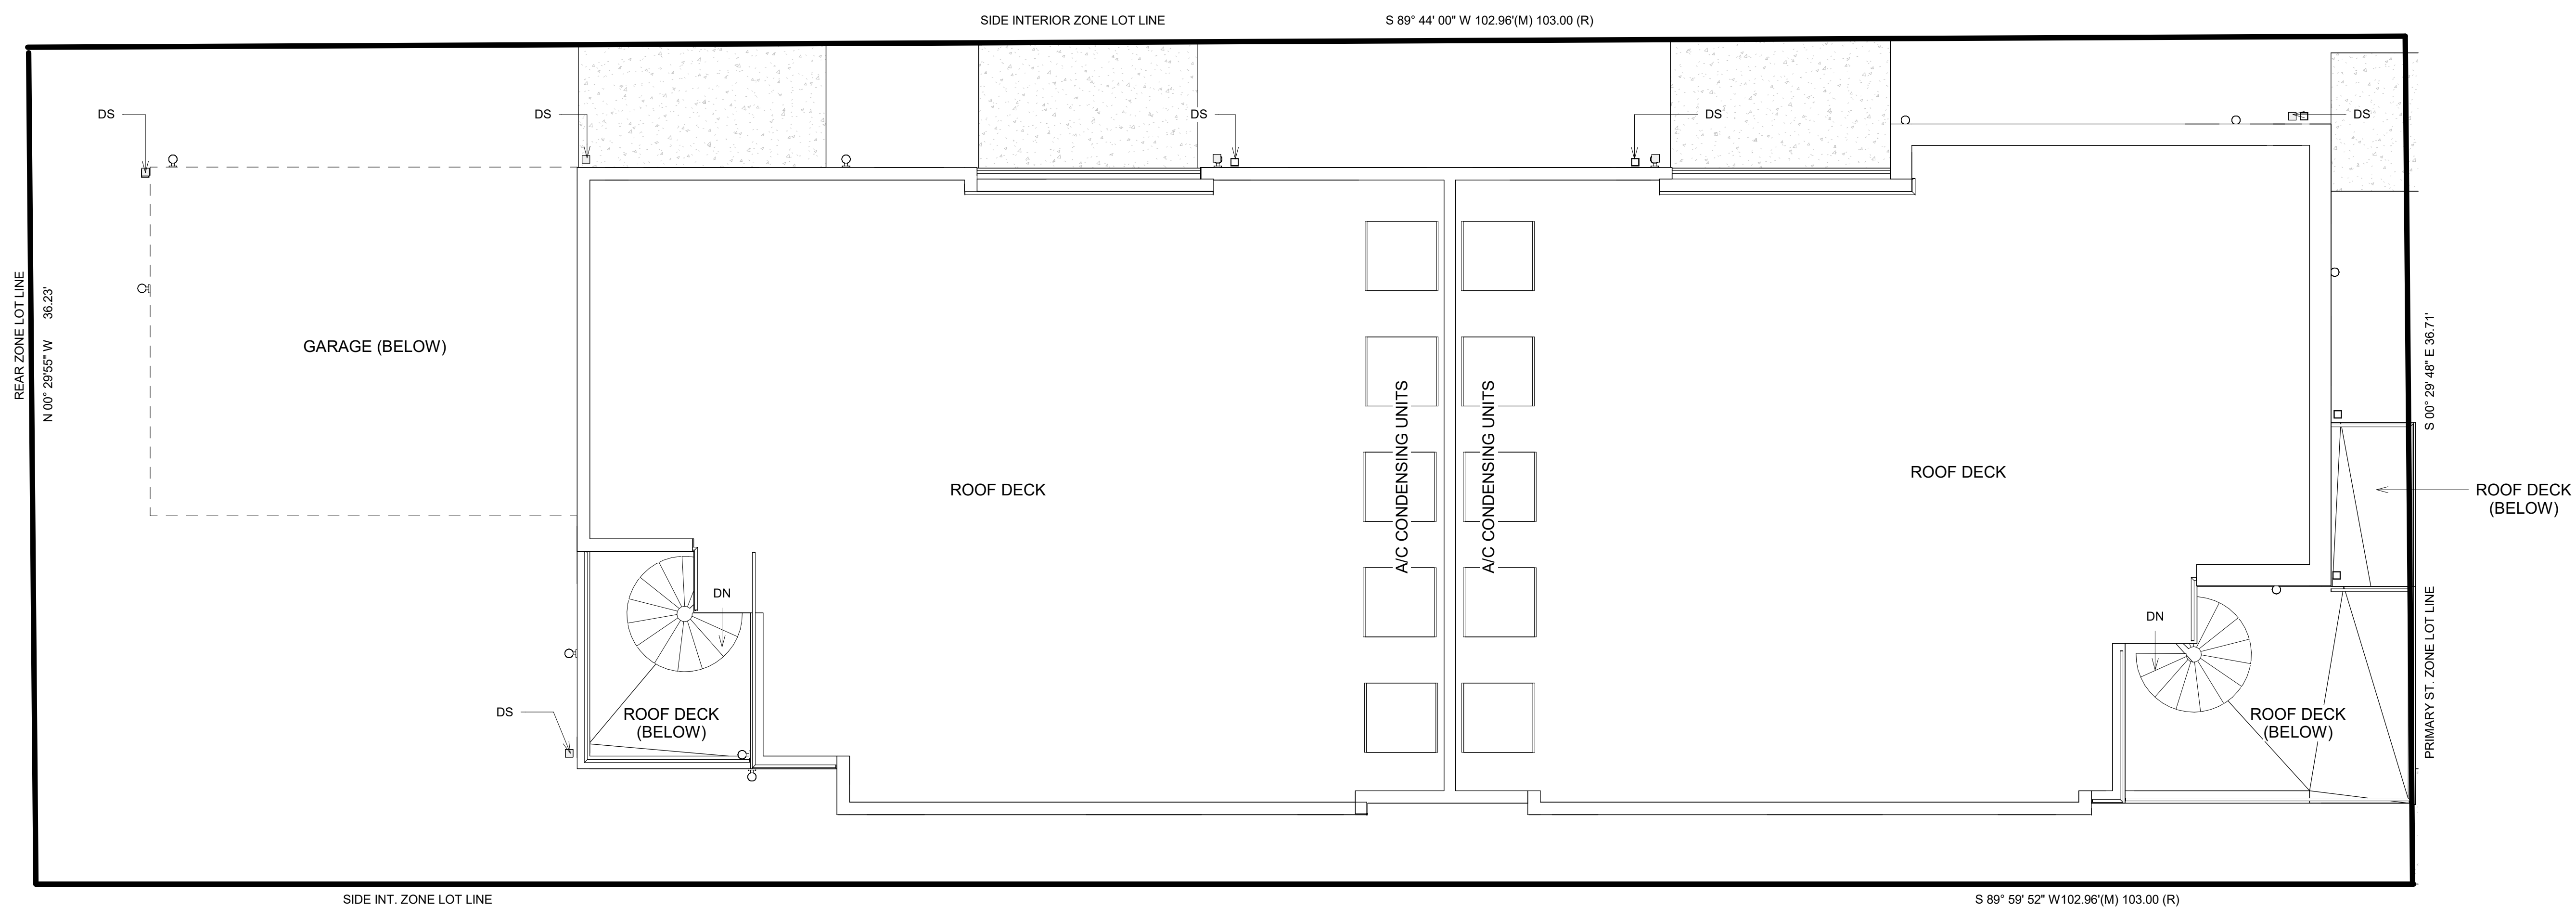 SIDE INTERIOR ZONE LOT LINE
S 89° 44' 00" W 102.96'(M) 103.00 (R)
DS
DS
DS
DS
DS
REAR ZONE LOT LINE
N 00° 29'55" W 36.23'
GARAGE (BELOW)
ROOF DECK
A/C CONDENSING UNITS
A/C CONDENSING UNITS
ROOF DECK
S 00° 29' 48" E 36.71'
ROOF DECK
(BELOW)
DN
DN
PRIMARY ST. ZONE LOT LINE
DS
ROOF DECK
(BELOW)
ROOF DECK
(BELOW)
SIDE INT. ZONE LOT LINE
S 89° 59' 52" W102.96'(M) 103.00 (R)